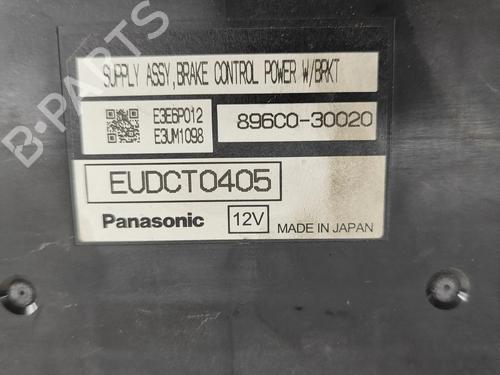 SUPPLY ASSY,BRAKE CONTROL POWER W/BRKT
E3E6P012
E3UM1098
896C0-30020
EUDCT0405
Panasonic 12V MADE IN JAPAN
B-PARTS